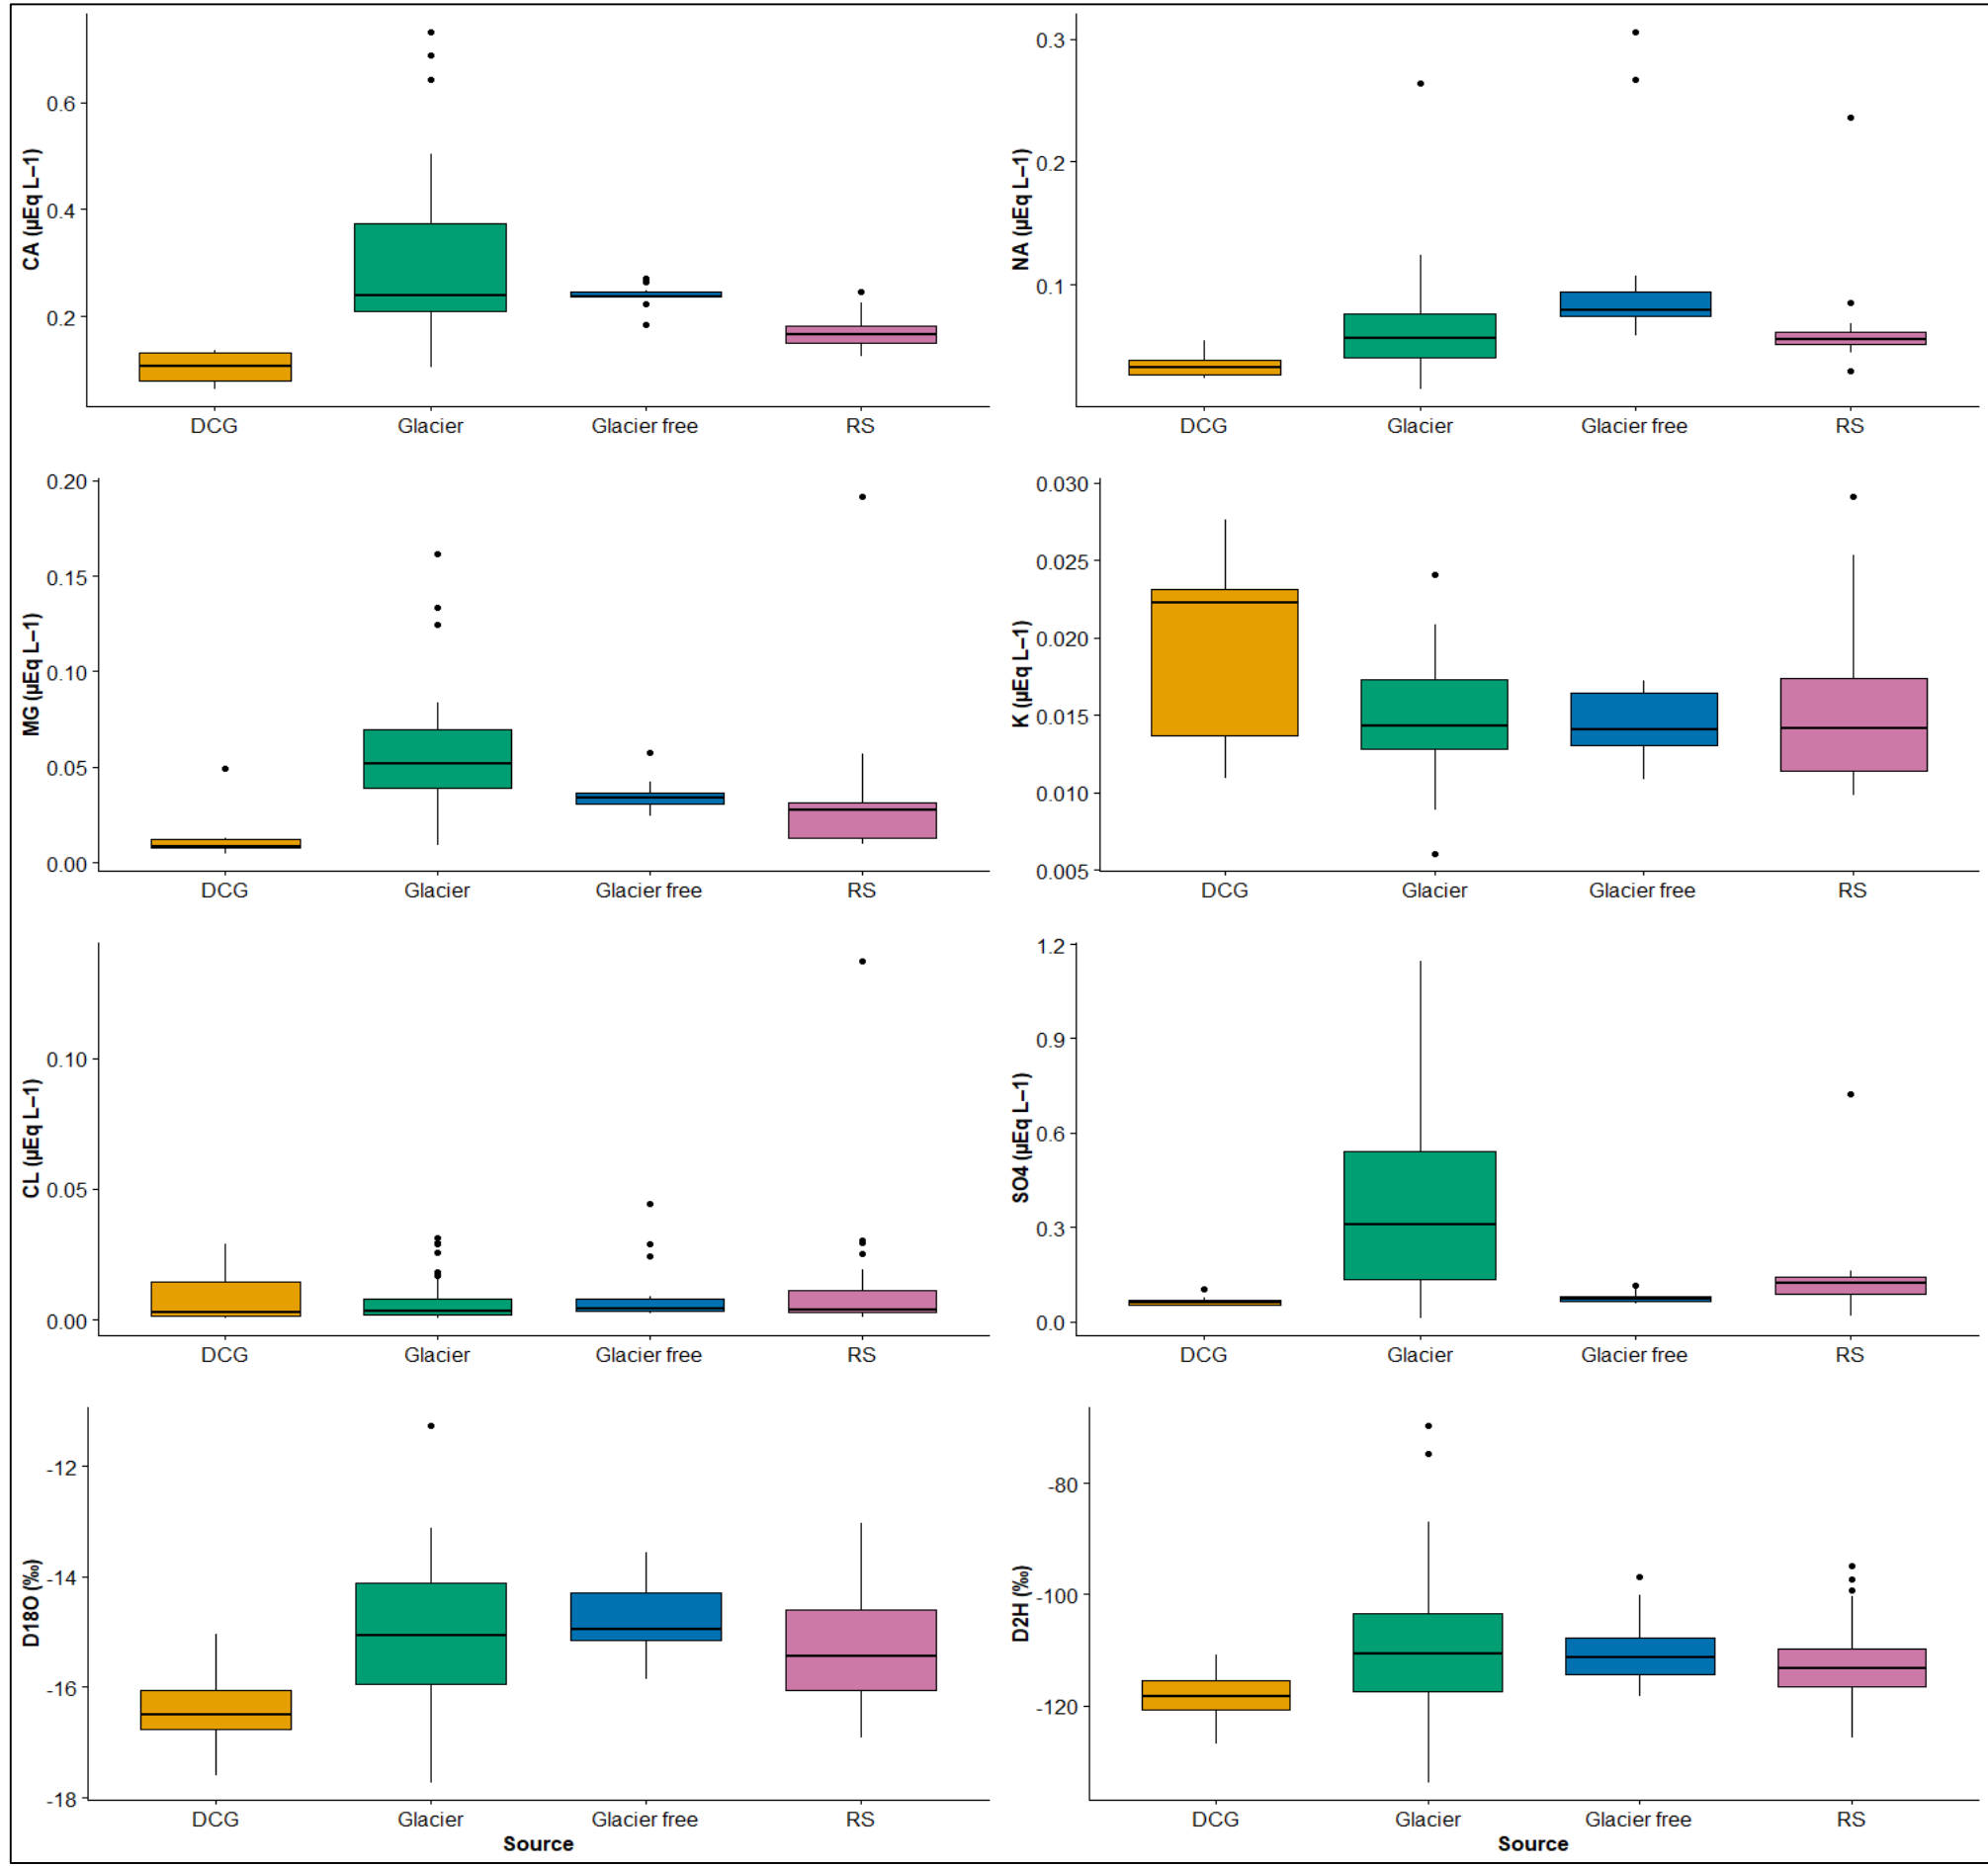 CA (µEq L−1)
0.6
0.4
0.2
DCG Glacier Glacier free RS
NA (µEq L−1)
0.3
0.2
0.1
DCG Glacier Glacier free RS
MG (µEq L−1)
0.20
0.15
0.10
0.05
0.00
DCG Glacier Glacier free RS
K (µEq L−1)
0.030
0.025
0.020
0.015
0.010
0.005
DCG Glacier Glacier free RS
CL (µEq L−1)
0.10
0.05
0.00
DCG Glacier Glacier free RS
SO4 (µEq L−1)
1.2
0.9
0.6
0.3
0.0
DCG Glacier Glacier free RS
D18O (‰)
-12
-14
-16
-18
DCG Glacier Glacier free RS
Source
D2H (‰)
-80
-100
-120
DCG Glacier Glacier free RS
Source